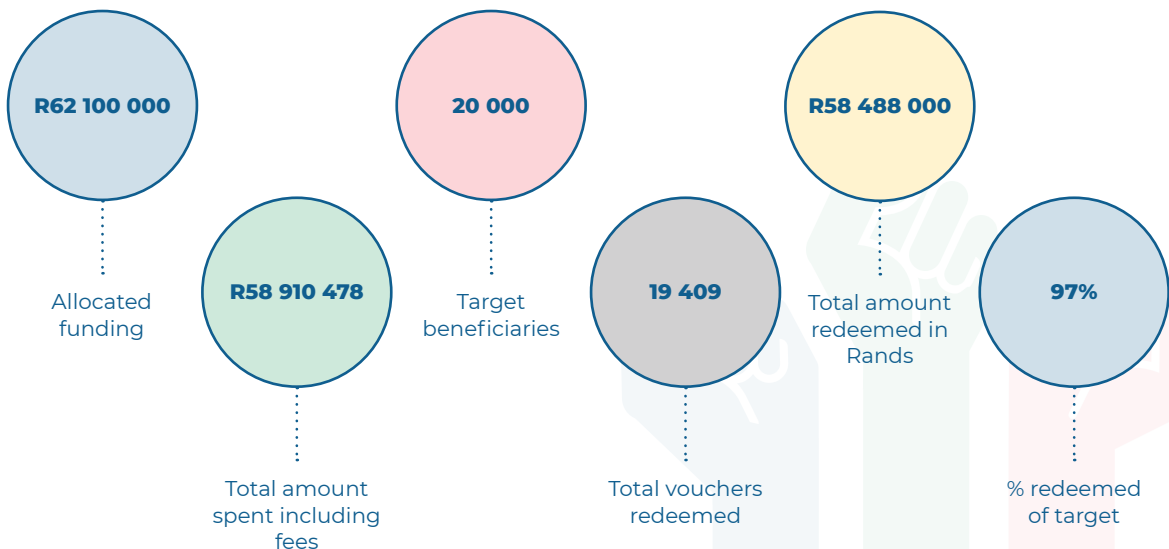 R62 100 000
Allocated
funding
R58 910 478
Total amount
spent including
fees
20 000
Target
beneficiaries
19 409
Total vouchers
redeemed
R58 488 000
Total amount
redeemed in
Rands
97%
% redeemed
of target